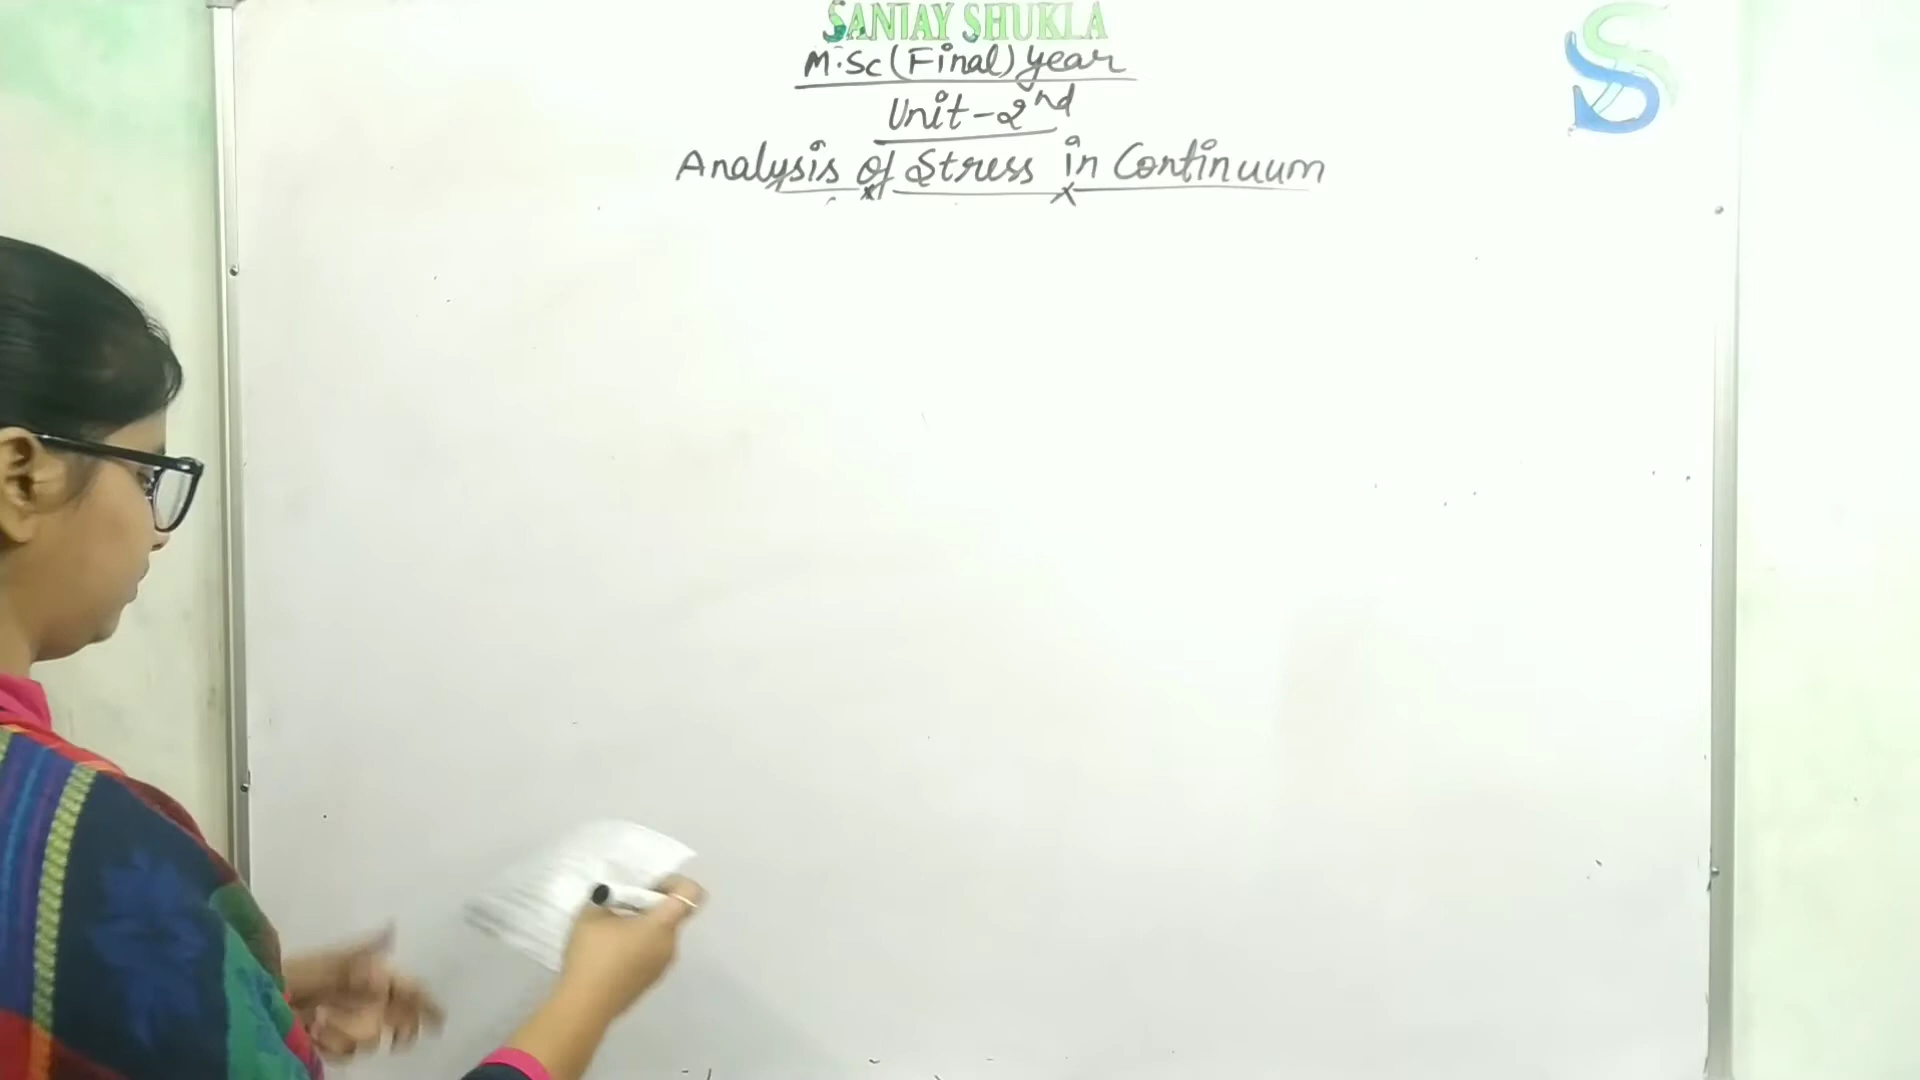 SANJAY SHUKLA
M.Sc (Final) year
Unit-2nd
Analysis of Stress in Continuum